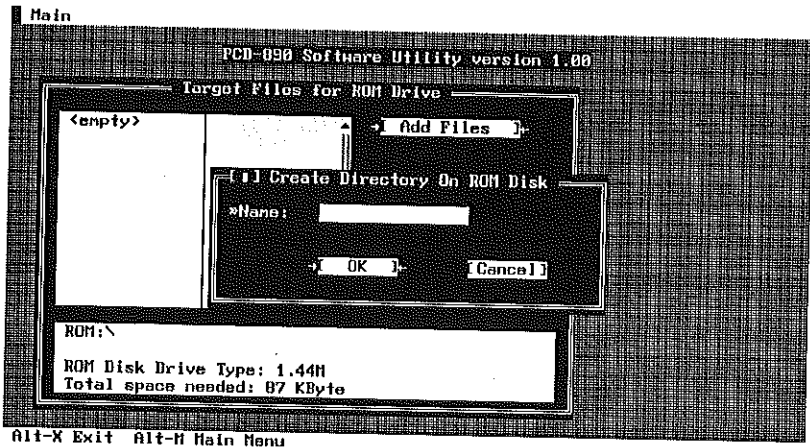 Main
PCD-890 Software Utility version 1.00
Target Files for ROM Drive
<empty>
[ Add Files ]
[▮] Create Directory On ROM Disk
»Name:
[ OK ]
[Cancel]
ROM:\
ROM Disk Drive Type: 1.44M
Total space needed: 87 KByte
Alt-X Exit Alt-M Main Menu